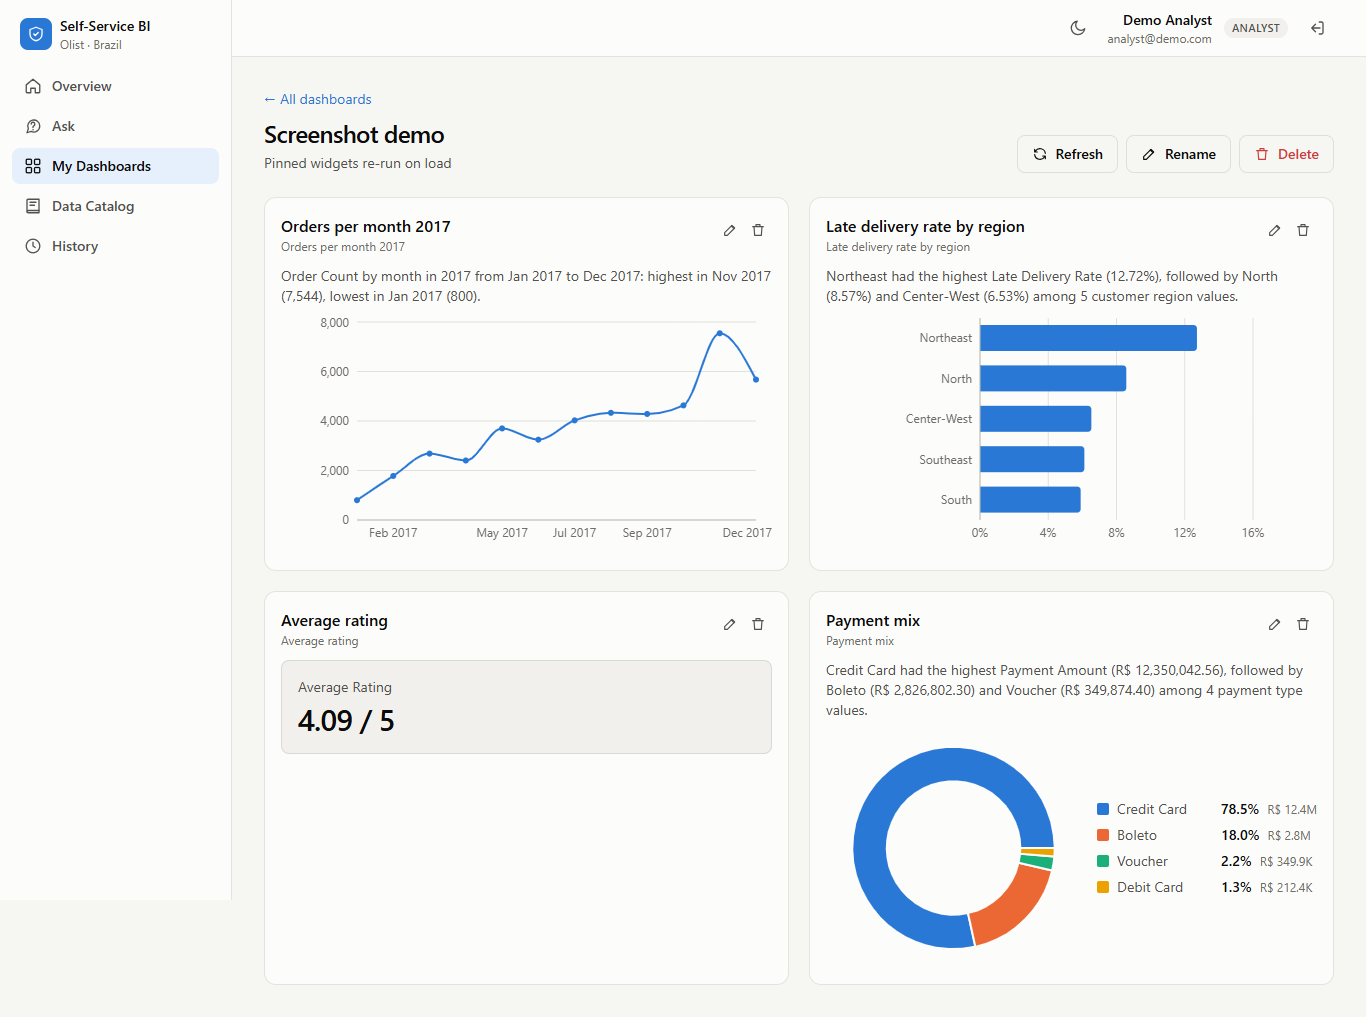 Self-Service BI
Olist · Brazil
Overview
Ask
My Dashboards
Data Catalog
History
Demo Analyst
analyst@demo.com
ANALYST
← All dashboards
Screenshot demo
Pinned widgets re-run on load
Refresh
Rename
Delete
Orders per month 2017
Orders per month 2017
Order Count by month in 2017 from Jan 2017 to Dec 2017: highest in Nov 2017
(7,544), lowest in Jan 2017 (800).
8,000
6,000
4,000
2,000
0
Feb 2017 May 2017 Jul 2017 Sep 2017 Dec 2017
Late delivery rate by region
Late delivery rate by region
Northeast had the highest Late Delivery Rate (12.72%), followed by North
(8.57%) and Center-West (6.53%) among 5 customer region values.
Northeast
North
Center-West
Southeast
South
0% 4% 8% 12% 16%
Average rating
Average rating
Average Rating
4.09 / 5
Payment mix
Payment mix
Credit Card had the highest Payment Amount (R$ 12,350,042.56), followed by
Boleto (R$ 2,826,802.30) and Voucher (R$ 349,874.40) among 4 payment type
values.
Credit Card 78.5% R$ 12.4M
Boleto 18.0% R$ 2.8M
Voucher 2.2% R$ 349.9K
Debit Card 1.3% R$ 212.4K